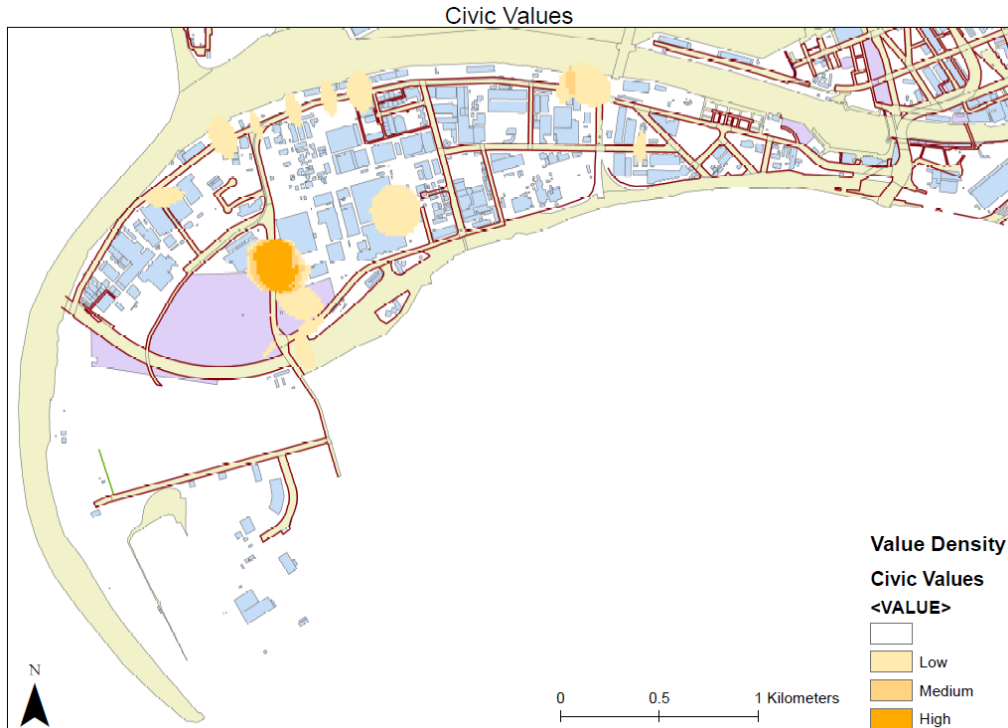 Civic Values
Value Density
Civic Values
<VALUE>
Low
Medium
High
N
0 0.5 1 Kilometers